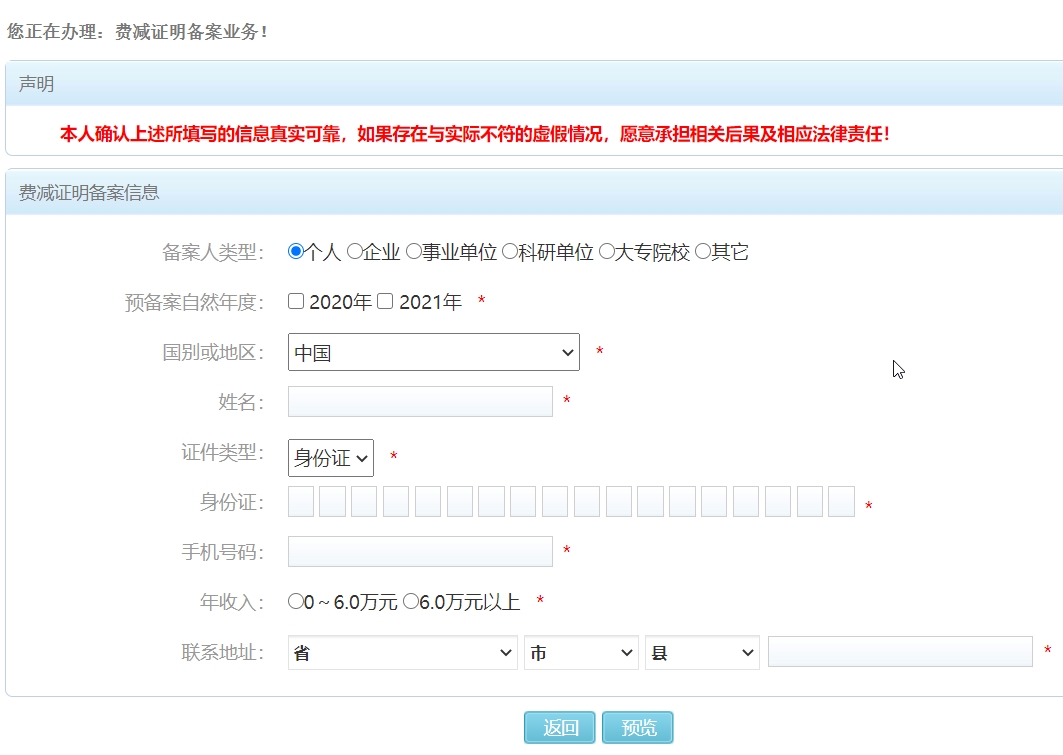 您正在办理：费减证明备案业务！
声明
本人确认上述所填写的信息真实可靠，如果存在与实际不符的虚假情况，愿意承担相关后果及相应法律责任！
费减证明备案信息
备案人类型： 个人 企业 事业单位 科研单位 大专院校 其它
预备案自然年度： 2020年 2021年 *
国别或地区： 中国 *
姓名： *
证件类型： 身份证 *
身份证： *
手机号码： *
年收入： 0～6.0万元 6.0万元以上 *
联系地址： 省 市 县 *
返回 预览